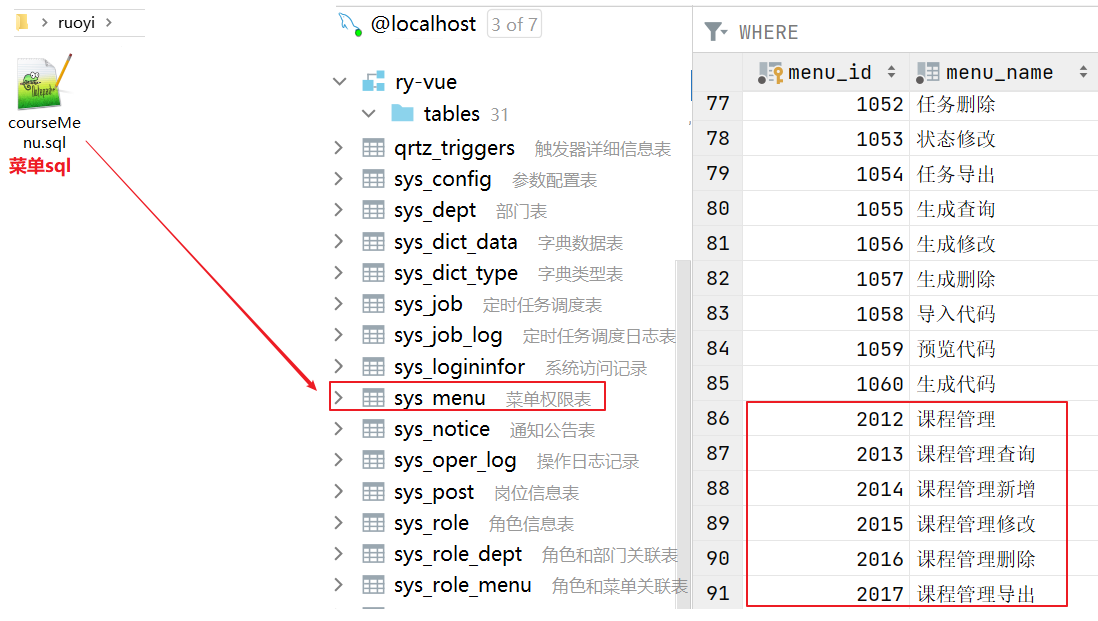 ruoyi
courseMe
nu.sql
菜单sql
@localhost 3 of 7
ry-vue
tables 31
qrtz_triggers 触发器详细信息表
sys_config 参数配置表
sys_dept 部门表
sys_dict_data 字典数据表
sys_dict_type 字典类型表
sys_job 定时任务调度表
sys_job_log 定时任务调度日志表
sys_logininfor 系统访问记录
sys_menu 菜单权限表
sys_notice 通知公告表
sys_oper_log 操作日志记录
sys_post 岗位信息表
sys_role 角色信息表
sys_role_dept 角色和部门关联表
sys_role_menu 角色和菜单关联表
WHERE
menu_id menu_name
77 1052 任务删除
78 1053 状态修改
79 1054 任务导出
80 1055 生成查询
81 1056 生成修改
82 1057 生成删除
83 1058 导入代码
84 1059 预览代码
85 1060 生成代码
86 2012 课程管理
87 2013 课程管理查询
88 2014 课程管理新增
89 2015 课程管理修改
90 2016 课程管理删除
91 2017 课程管理导出